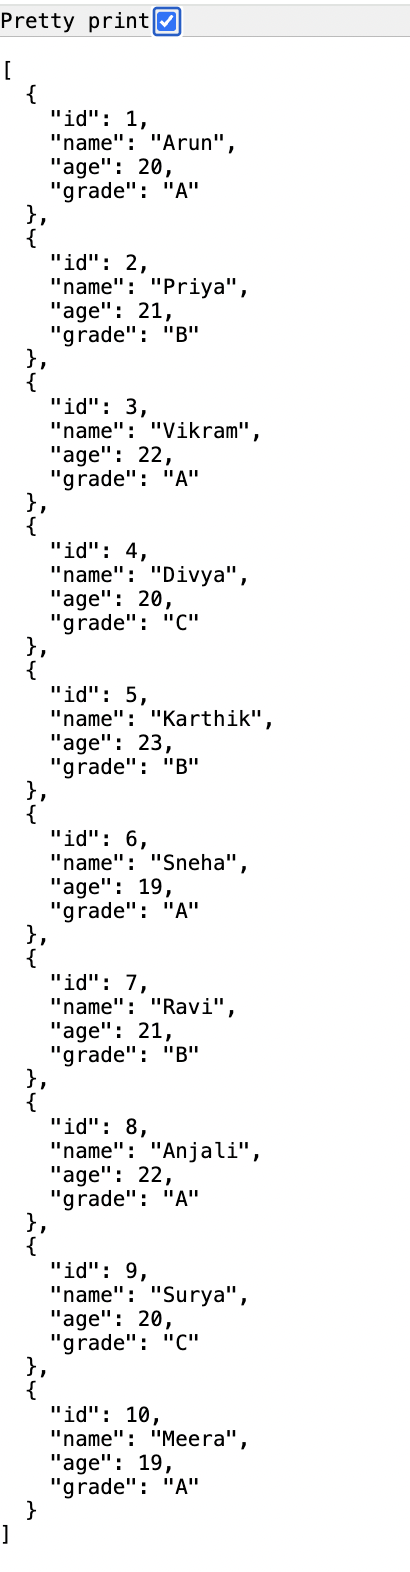 Pretty print
[
  {
    "id": 1,
    "name": "Arun",
    "age": 20,
    "grade": "A"
  },
  {
    "id": 2,
    "name": "Priya",
    "age": 21,
    "grade": "B"
  },
  {
    "id": 3,
    "name": "Vikram",
    "age": 22,
    "grade": "A"
  },
  {
    "id": 4,
    "name": "Divya",
    "age": 20,
    "grade": "C"
  },
  {
    "id": 5,
    "name": "Karthik",
    "age": 23,
    "grade": "B"
  },
  {
    "id": 6,
    "name": "Sneha",
    "age": 19,
    "grade": "A"
  },
  {
    "id": 7,
    "name": "Ravi",
    "age": 21,
    "grade": "B"
  },
  {
    "id": 8,
    "name": "Anjali",
    "age": 22,
    "grade": "A"
  },
  {
    "id": 9,
    "name": "Surya",
    "age": 20,
    "grade": "C"
  },
  {
    "id": 10,
    "name": "Meera",
    "age": 19,
    "grade": "A"
  }
]